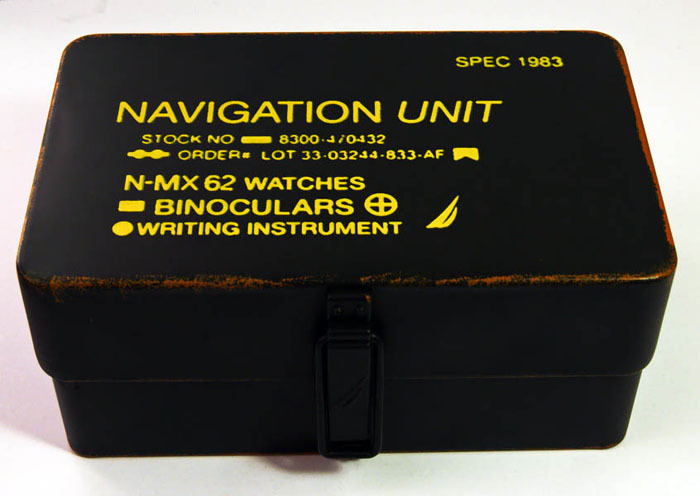 SPEC 1983
NAVIGATION UNIT
STOCK NO 8300-470432
ORDER# LOT 33-03244-833-AF
N-MX 62 WATCHES
BINOCULARS
WRITING INSTRUMENT